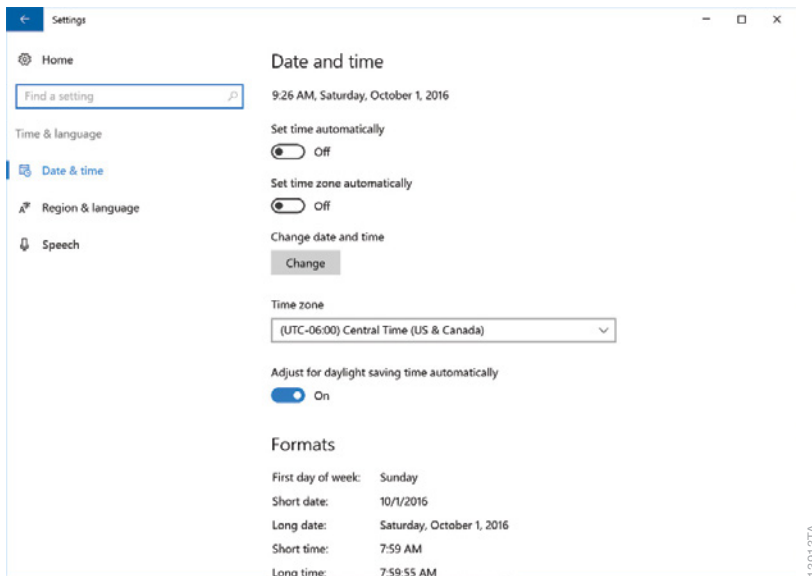 Settings
Home
Find a setting
Time & language
Date & time
Region & language
Speech
Date and time
9:26 AM, Saturday, October 1, 2016
Set time automatically
Off
Set time zone automatically
Off
Change date and time
Change
Time zone
(UTC-06:00) Central Time (US & Canada)
Adjust for daylight saving time automatically
On
Formats
First day of week: Sunday
Short date: 10/1/2016
Long date: Saturday, October 1, 2016
Short time: 7:59 AM
Long time: 7:59:55 AM